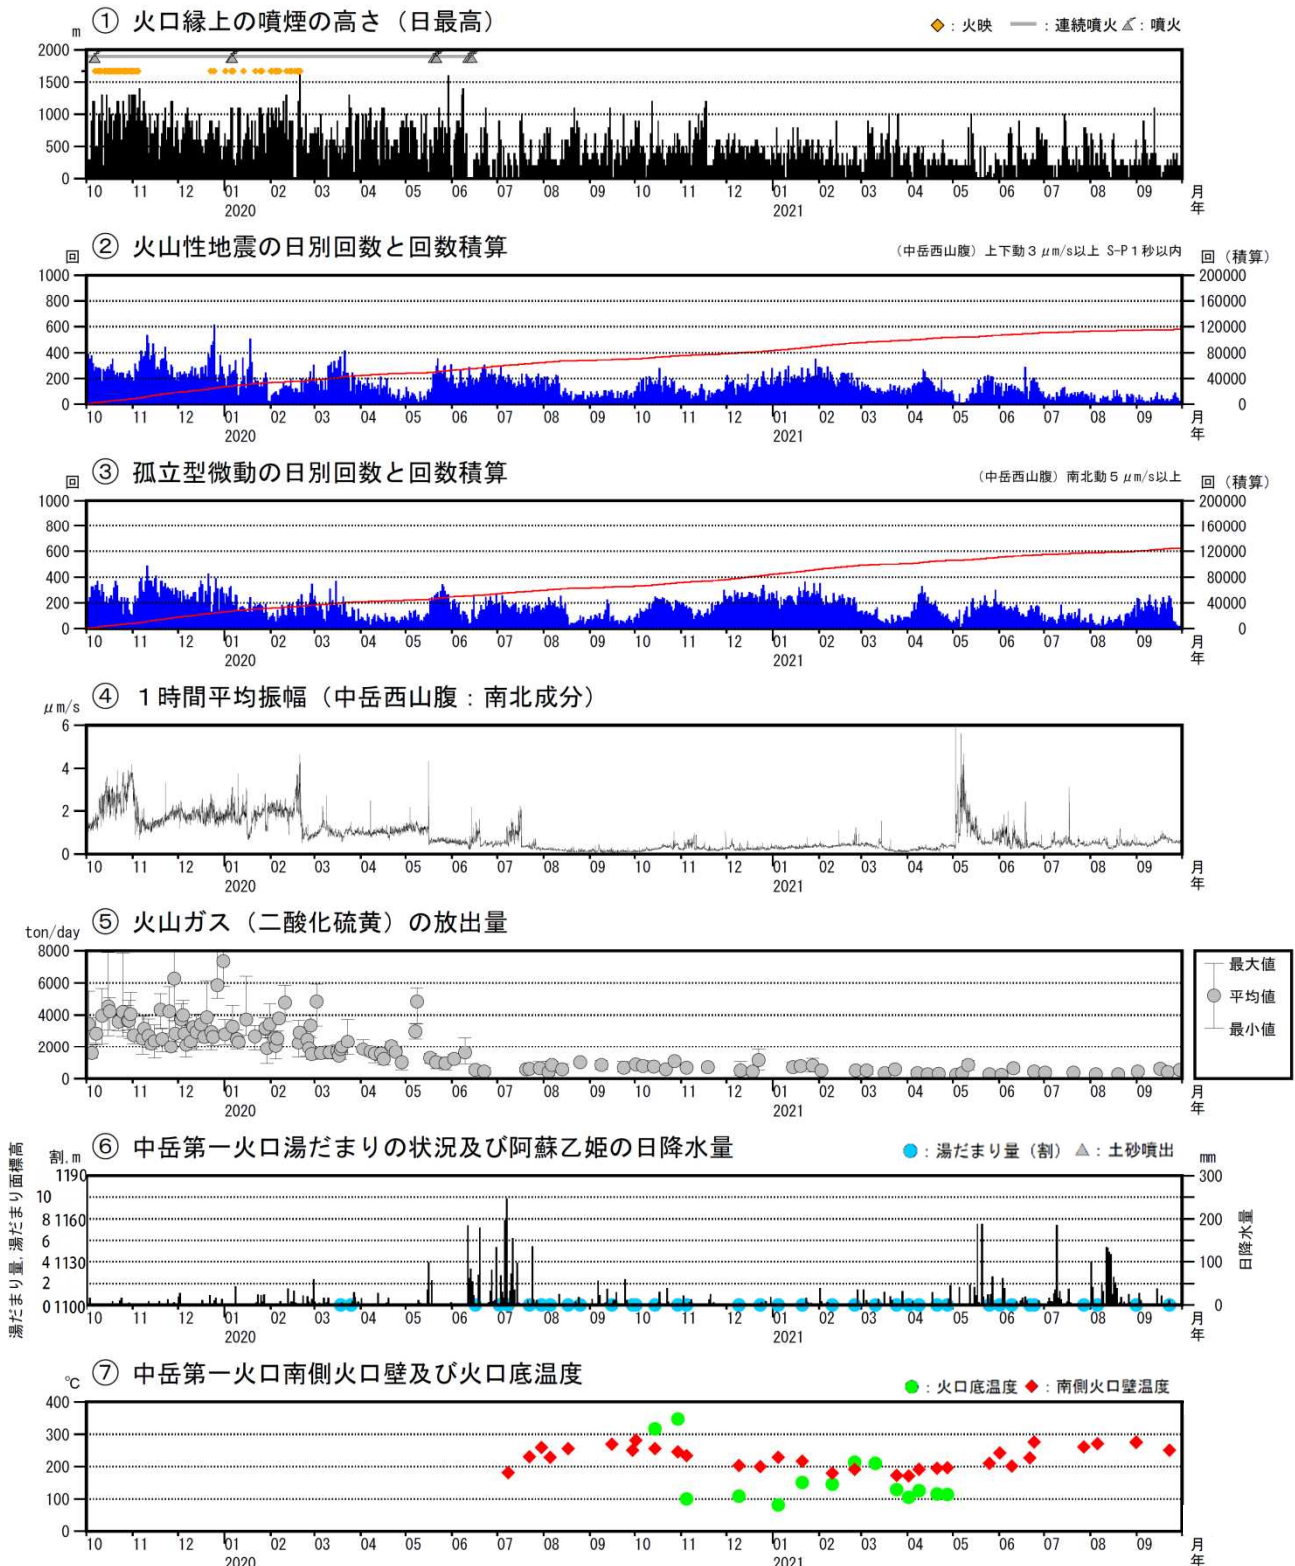 ① 火口縁上の噴煙の高さ（日最高） ◆：火映 ―：連続噴火 ▲：噴火
m
2000
1500
1000
500
0
10 11 12 01 02 03 04 05 06 07 08 09 10 11 12 01 02 03 04 05 06 07 08 09 月
2020 2021 年
② 火山性地震の日別回数と回数積算 （中岳西山腹）上下動３μm/s以上 S-P１秒以内
回 回（積算）
1000 200000
800 160000
600 120000
400 80000
200 40000
0 0
10 11 12 01 02 03 04 05 06 07 08 09 10 11 12 01 02 03 04 05 06 07 08 09 月
2020 2021 年
③ 孤立型微動の日別回数と回数積算 （中岳西山腹）南北動５μm/s以上
回 回（積算）
1000 200000
800 160000
600 120000
400 80000
200 40000
0 0
10 11 12 01 02 03 04 05 06 07 08 09 10 11 12 01 02 03 04 05 06 07 08 09 月
2020 2021 年
④ １時間平均振幅（中岳西山腹：南北成分）
μm/s
6
4
2
0
10 11 12 01 02 03 04 05 06 07 08 09 10 11 12 01 02 03 04 05 06 07 08 09 月
2020 2021 年
⑤ 火山ガス（二酸化硫黄）の放出量
ton/day
8000
6000
4000
2000
0
最大値
平均値
最小値
10 11 12 01 02 03 04 05 06 07 08 09 10 11 12 01 02 03 04 05 06 07 08 09 月
2020 2021 年
⑥ 中岳第一火口湯だまりの状況及び阿蘇乙姫の日降水量 ●：湯だまり量（割） ▲：土砂噴出
湯だまり量,湯だまり面標高
割,m mm
1190 300
10
8 1160 200
6
4 1130 100
2
0 1100 0
日降水量
10 11 12 01 02 03 04 05 06 07 08 09 10 11 12 01 02 03 04 05 06 07 08 09 月
2020 2021 年
⑦ 中岳第一火口南側火口壁及び火口底温度 ●：火口底温度 ◆：南側火口壁温度
℃
400
300
200
100
0
10 11 12 01 02 03 04 05 06 07 08 09 10 11 12 01 02 03 04 05 06 07 08 09 月
2020 2021 年